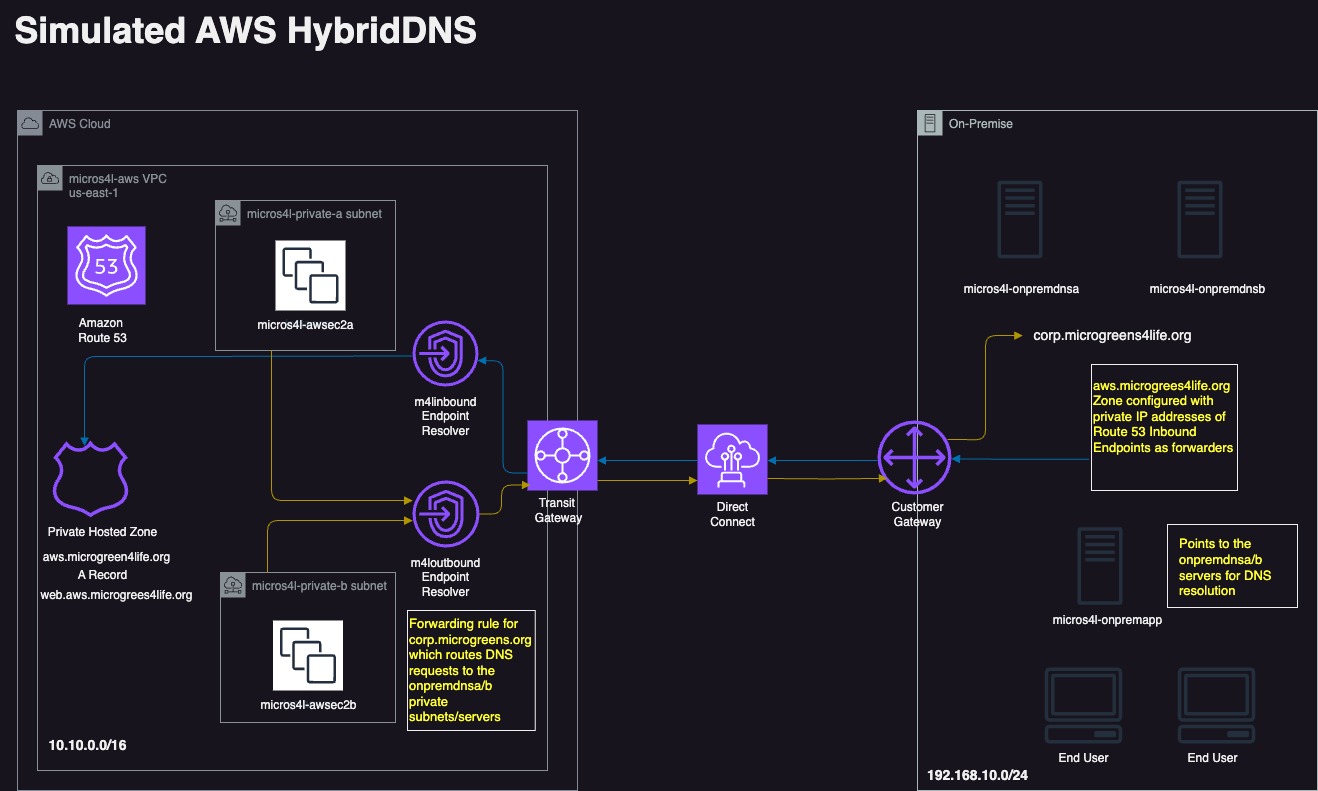 Simulated AWS HybridDNS
AWS Cloud
micros4l-aws VPC
us-east-1
53
Amazon
Route 53
micros4l-private-a subnet
micros4l-awsec2a
m4linbound
Endpoint
Resolver
Private Hosted Zone
aws.microgreen4life.org
A Record
web.aws.microgrees4life.org
m4loutbound
Endpoint
Resolver
micros4l-private-b subnet
micros4l-awsec2b
Forwarding rule for
corp.microgreens.org
which routes DNS
requests to the
onpremdnsa/b
private
subnets/servers
10.10.0.0/16
Transit
Gateway
Direct
Connect
Customer
Gateway
On-Premise
micros4l-onpremdnsa
micros4l-onpremdnsb
corp.microgreens4life.org
aws.microgrees4life.org
Zone configured with
private IP addresses of
Route 53 Inbound
Endpoints as forwarders
micros4l-onpremapp
Points to the
onpremdnsa/b
servers for DNS
resolution
End User
End User
192.168.10.0/24